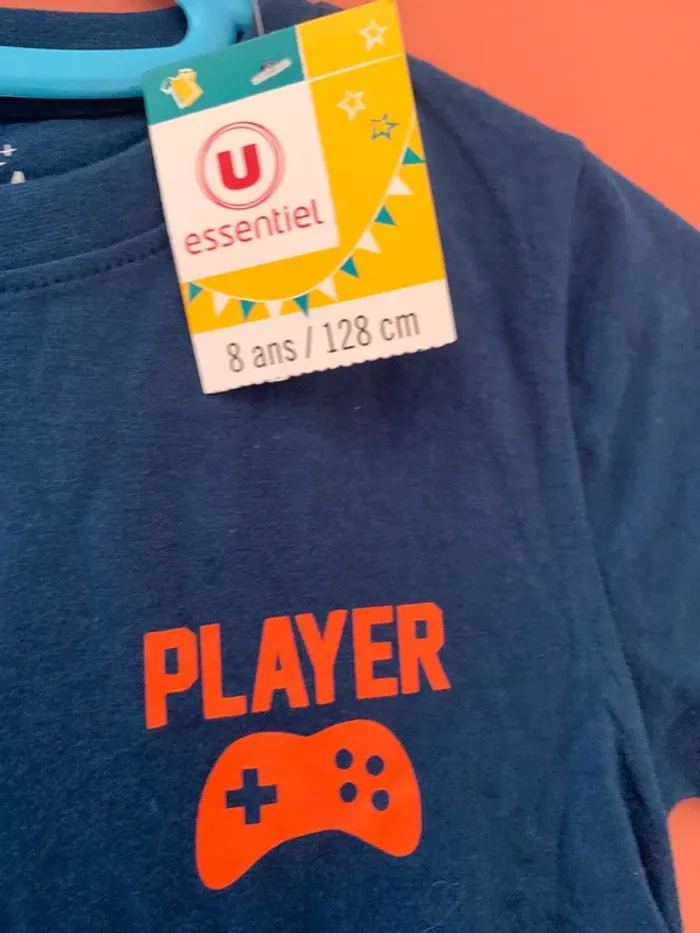 U
essentiel
8 ans / 128 cm
PLAYER